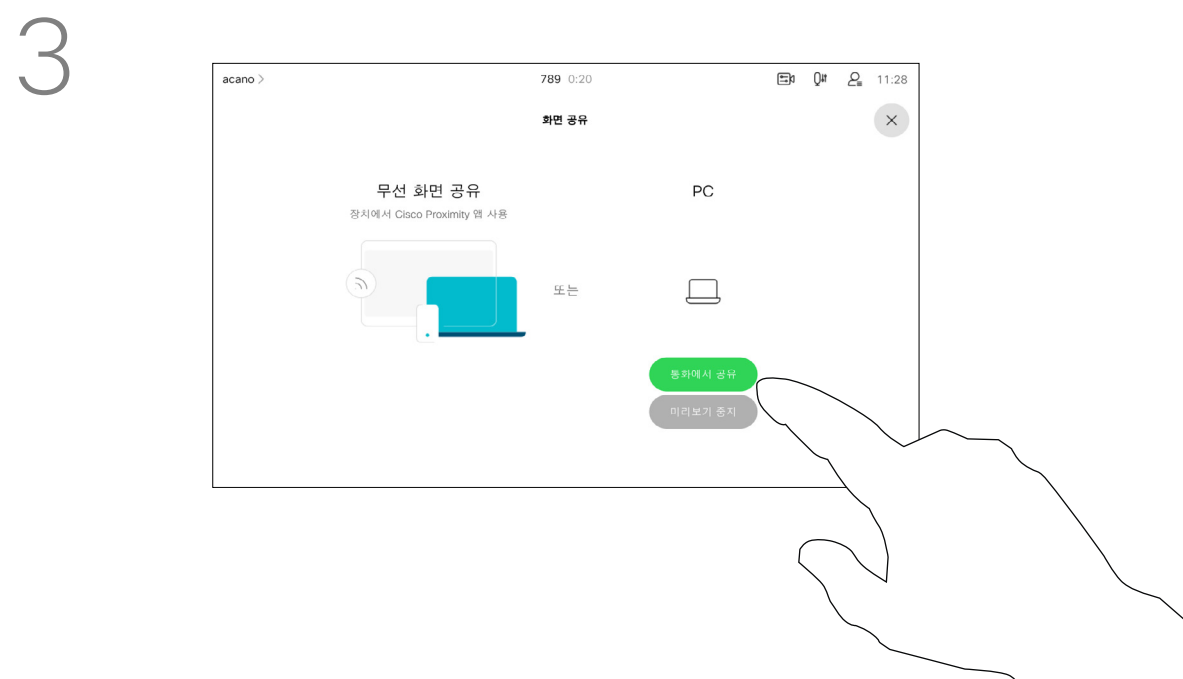 3
acano
789 0:20
11:28
화면 공유
무선 화면 공유
장치에서 Cisco Proximity 앱 사용
또는
PC
통화에서 공유
미리보기 중지